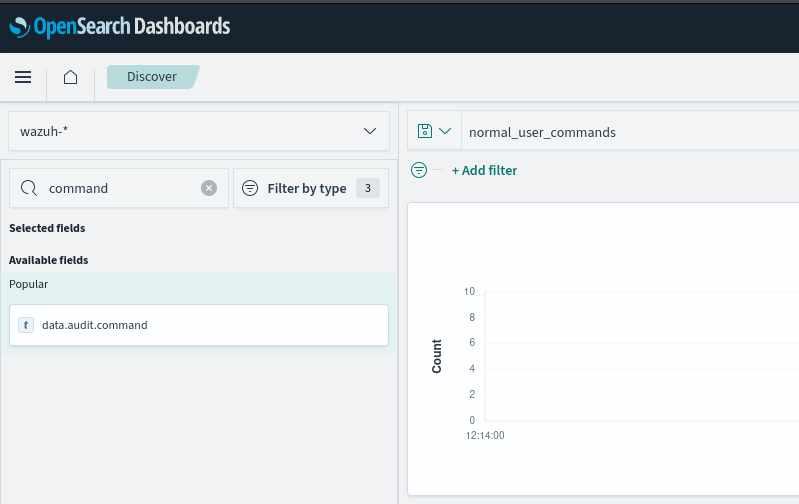 OpenSearch Dashboards
Discover
wazuh-*
normal_user_commands
+ Add filter
command
Filter by type 3
Selected fields
Available fields
Popular
t data.audit.command
Count
10
8
6
4
2
0
12:14:00